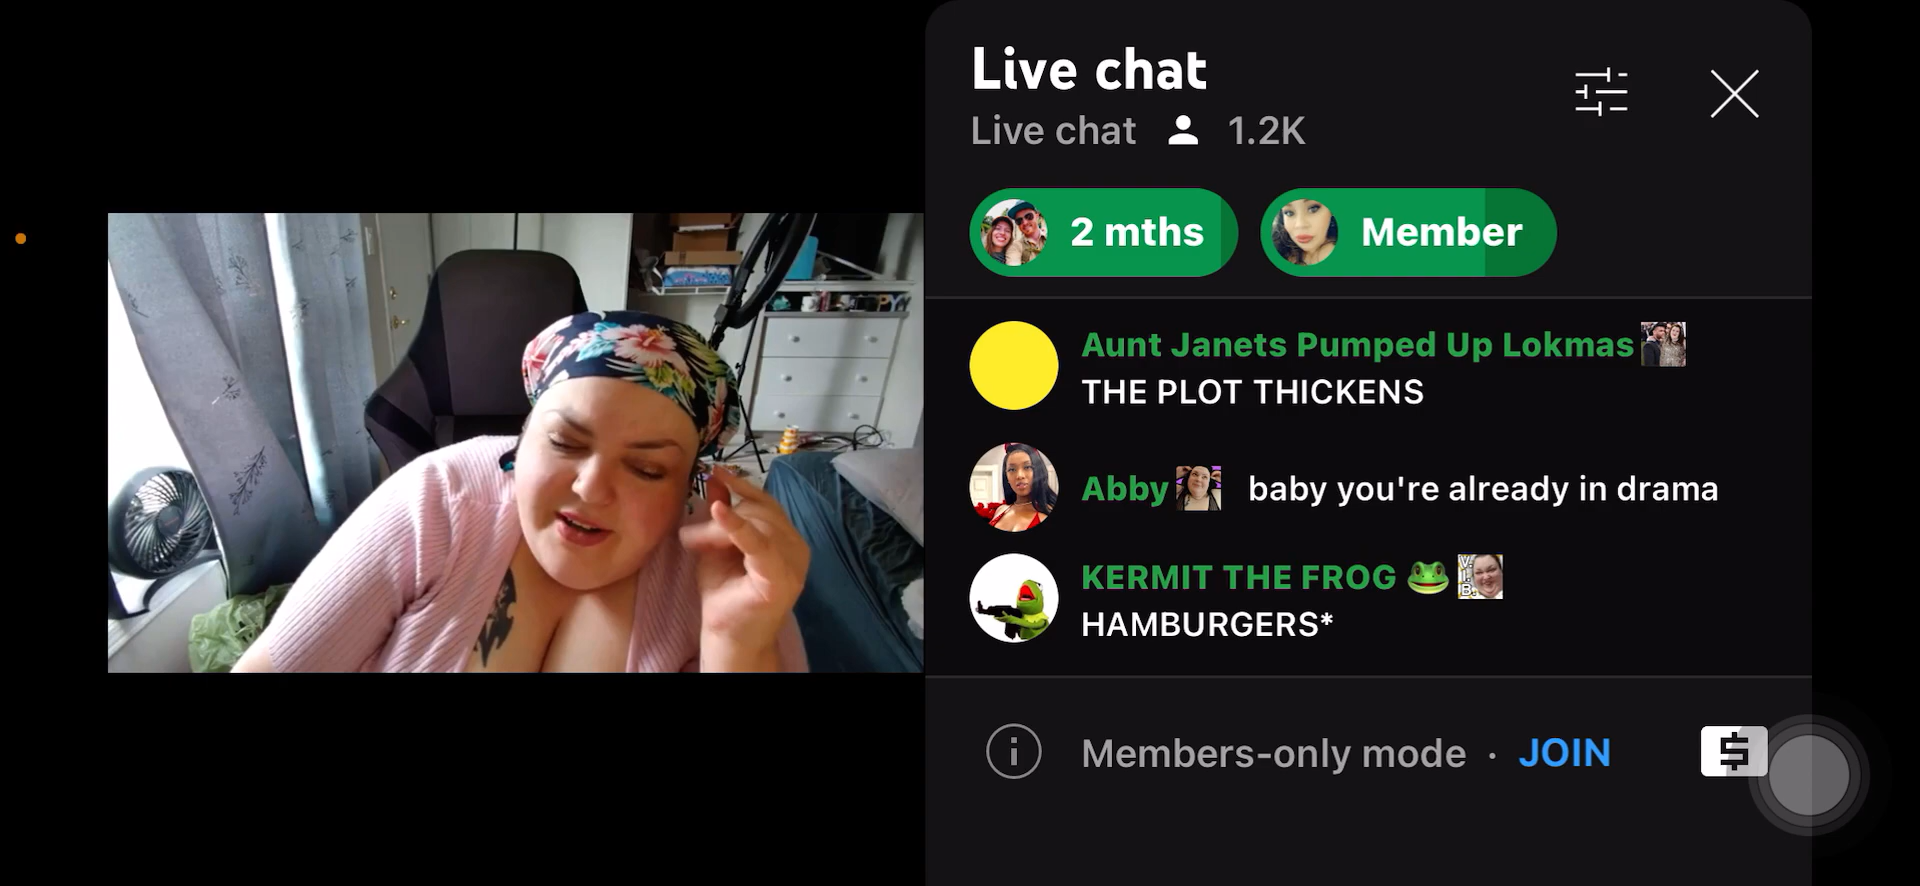 Live chat
Live chat 1.2K
2 mths Member
Aunt Janets Pumped Up Lokmas
THE PLOT THICKENS
Abby baby you're already in drama
KERMIT THE FROG 🐸
HAMBURGERS*
Members-only mode · JOIN